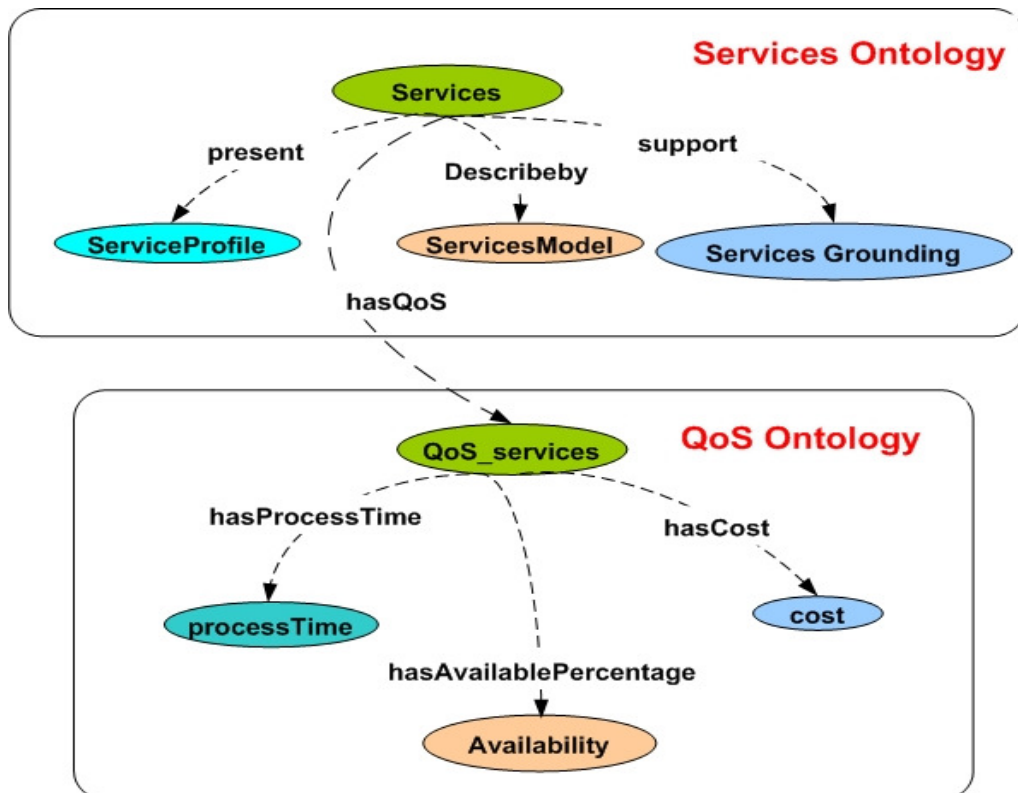 Services Ontology
Services
present
Describeby
support
ServiceProfile
ServicesModel
Services Grounding
hasQoS
QoS Ontology
QoS_services
hasProcessTime
hasCost
processTime
cost
hasAvailablePercentage
Availability